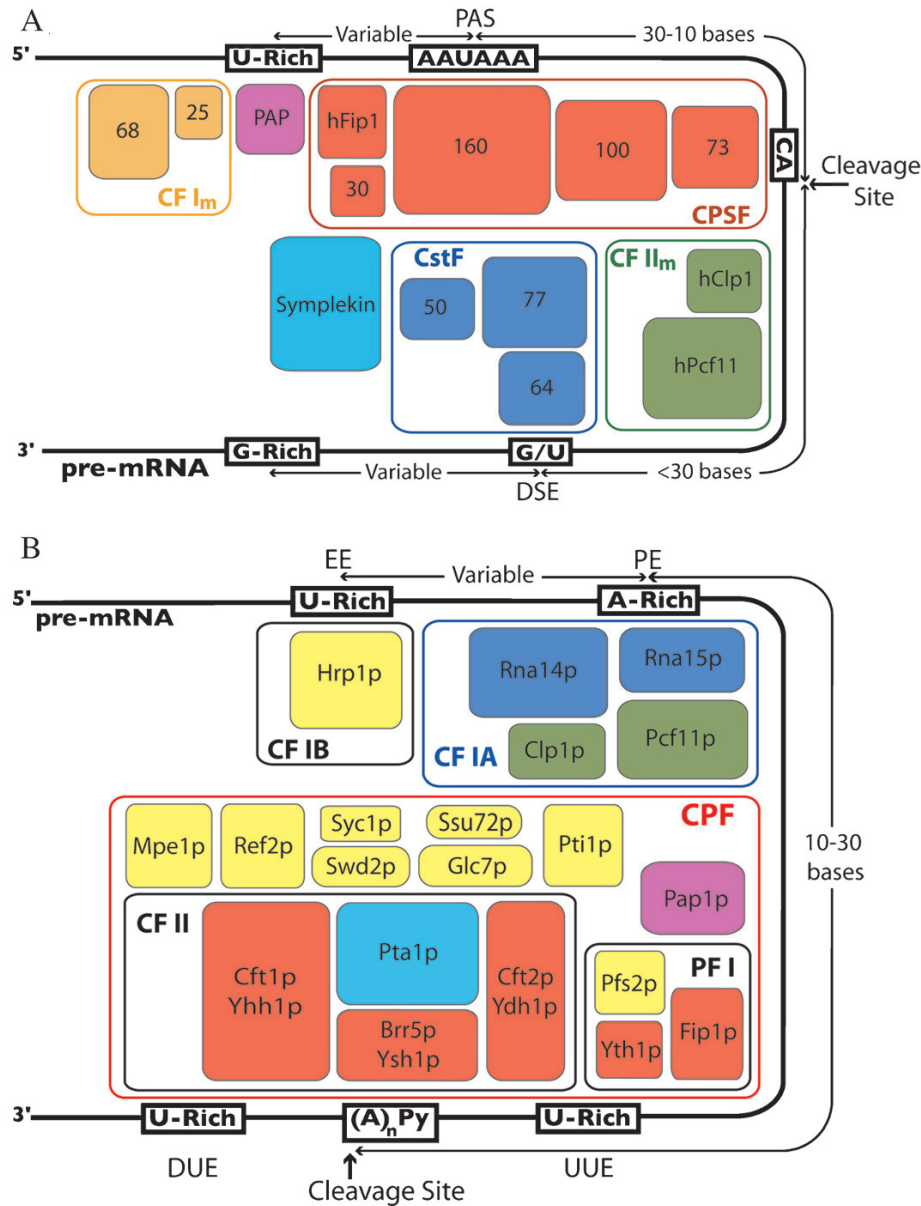 A
PAS
Variable
30-10 bases
5'
U-Rich
AAUAAA
68
25
PAP
hFip1
30
160
100
73
CA
Cleavage
Site
CF Im
CPSF
Symplekin
CstF
50
77
64
CF IIm
hClp1
hPcf11
3'
pre-mRNA
G-Rich
G/U
Variable
DSE
<30 bases
B
EE
Variable
PE
5'
pre-mRNA
U-Rich
A-Rich
Hrp1p
CF IB
Rna14p
Rna15p
Clp1p
Pcf11p
CF IA
CPF
Mpe1p
Ref2p
Syc1p
Swd2p
Ssu72p
Glc7p
Pti1p
Pap1p
10-30
bases
CF II
Cft1p
Yhh1p
Pta1p
Brr5p
Ysh1p
Cft2p
Ydh1p
PF I
Pfs2p
Yth1p
Fip1p
3'
U-Rich
(A)nPy
U-Rich
DUE
Cleavage Site
UUE